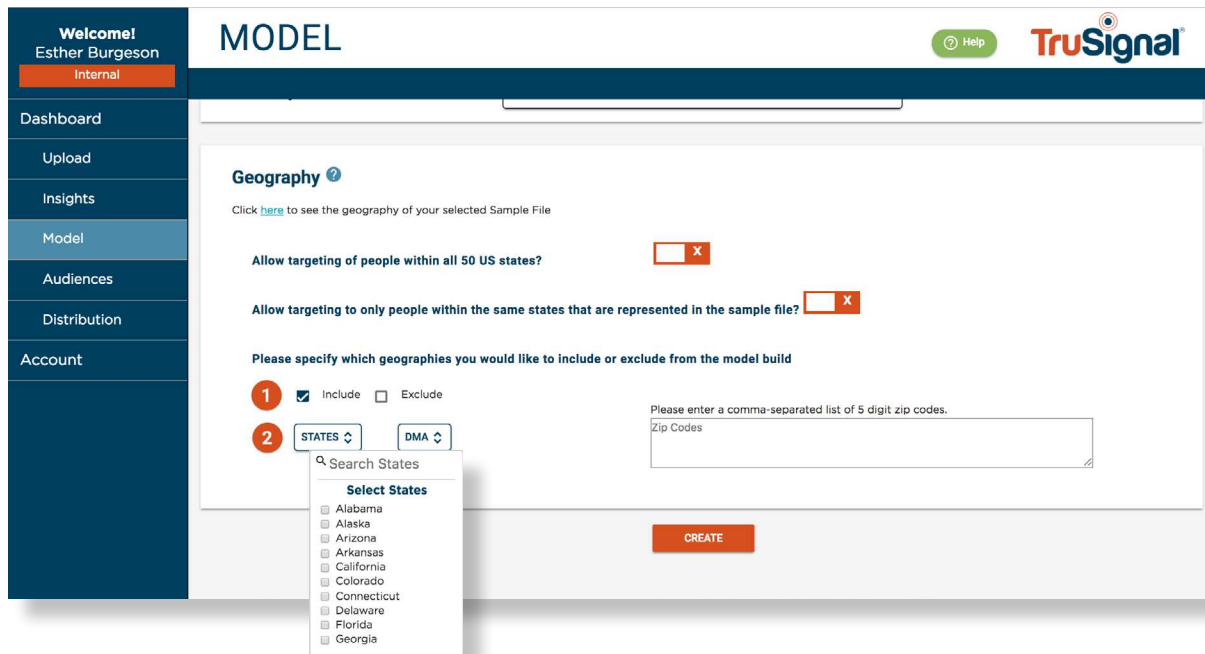 Welcome!
Esther Burgeson
Internal
Dashboard
Upload
Insights
Model
Audiences
Distribution
Account
MODEL
? Help
TruSignal®
Geography ?
Click here to see the geography of your selected Sample File
Allow targeting of people within all 50 US states? X
Allow targeting to only people within the same states that are represented in the sample file? X
Please specify which geographies you would like to include or exclude from the model build
1 Include Exclude
2 STATES DMA
Please enter a comma-separated list of 5 digit zip codes.
Zip Codes
Search States
Select States
Alabama
Alaska
Arizona
Arkansas
California
Colorado
Connecticut
Delaware
Florida
Georgia
CREATE